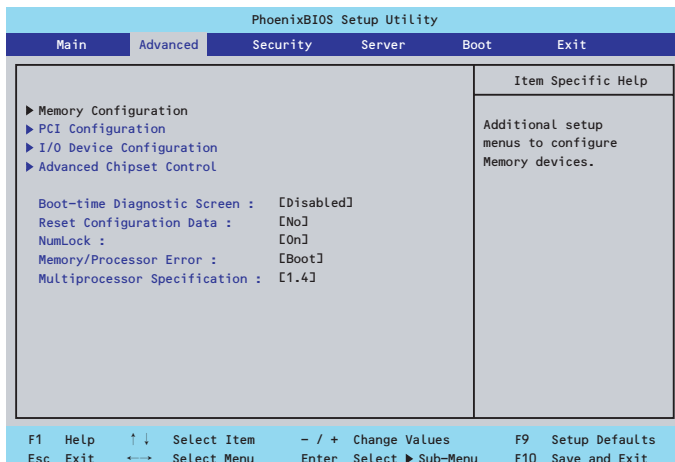 PhoenixBIOS Setup Utility
Main Advanced Security Server Boot Exit
Item Specific Help
▶ Memory Configuration
▶ PCI Configuration
▶ I/O Device Configuration
▶ Advanced Chipset Control
Additional setup
menus to configure
Memory devices.
Boot-time Diagnostic Screen : [Disabled]
Reset Configuration Data : [No]
NumLock : [On]
Memory/Processor Error : [Boot]
Multiprocessor Specification : [1.4]
F1 Help ↑↓ Select Item - / + Change Values F9 Setup Defaults
Esc Exit ←→ Select Menu Enter Select ▶ Sub-Menu F10 Save and Exit